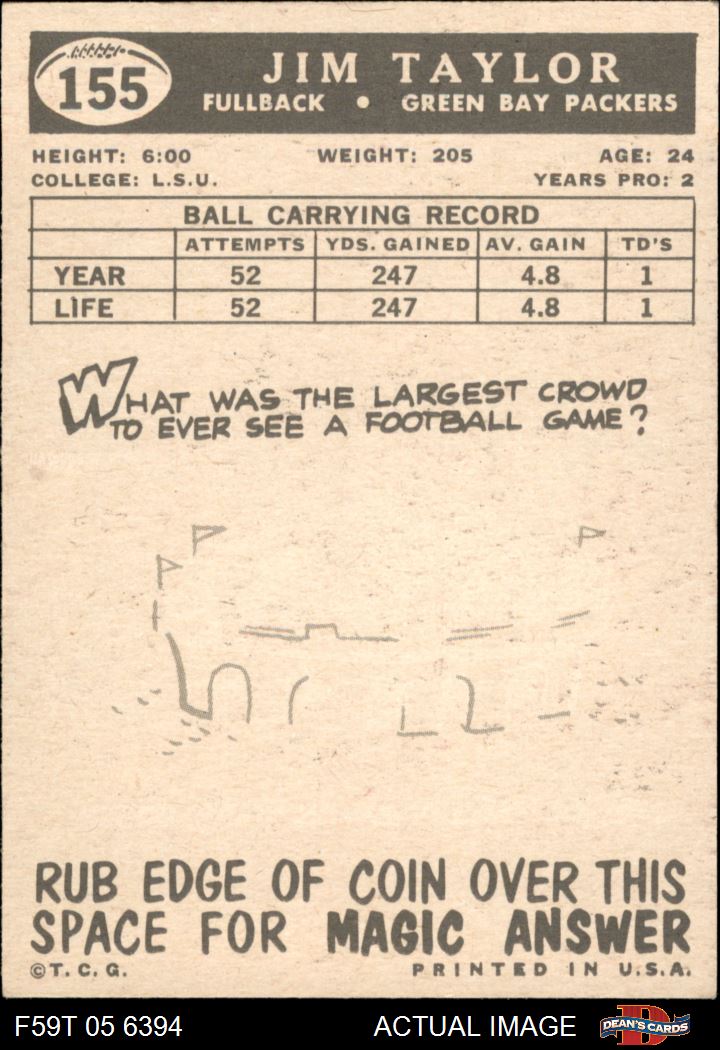 155
JIM TAYLOR
FULLBACK • GREEN BAY PACKERS
HEIGHT: 6:00 WEIGHT: 205 AGE: 24
COLLEGE: L.S.U. YEARS PRO: 2
BALL CARRYING RECORD
ATTEMPTS YDS. GAINED AV. GAIN TD'S
YEAR 52 247 4.8 1
LIFE 52 247 4.8 1
WHAT WAS THE LARGEST CROWD
TO EVER SEE A FOOTBALL GAME?
RUB EDGE OF COIN OVER THIS
SPACE FOR MAGIC ANSWER
©T. C. G. PRINTED IN U.S.A.
F59T 05 6394 ACTUAL IMAGE DEAN'S CARDS